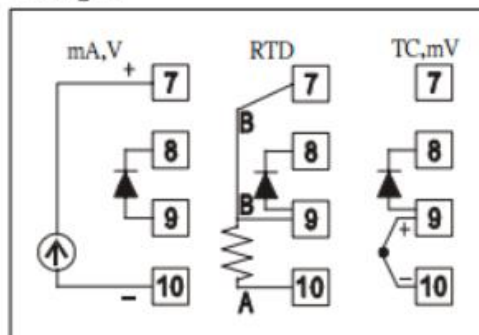 mA,V RTD TC,mV
+ 7 7 7
B
8 8 8
9 B 9 9
+
− 10 A 10 − 10